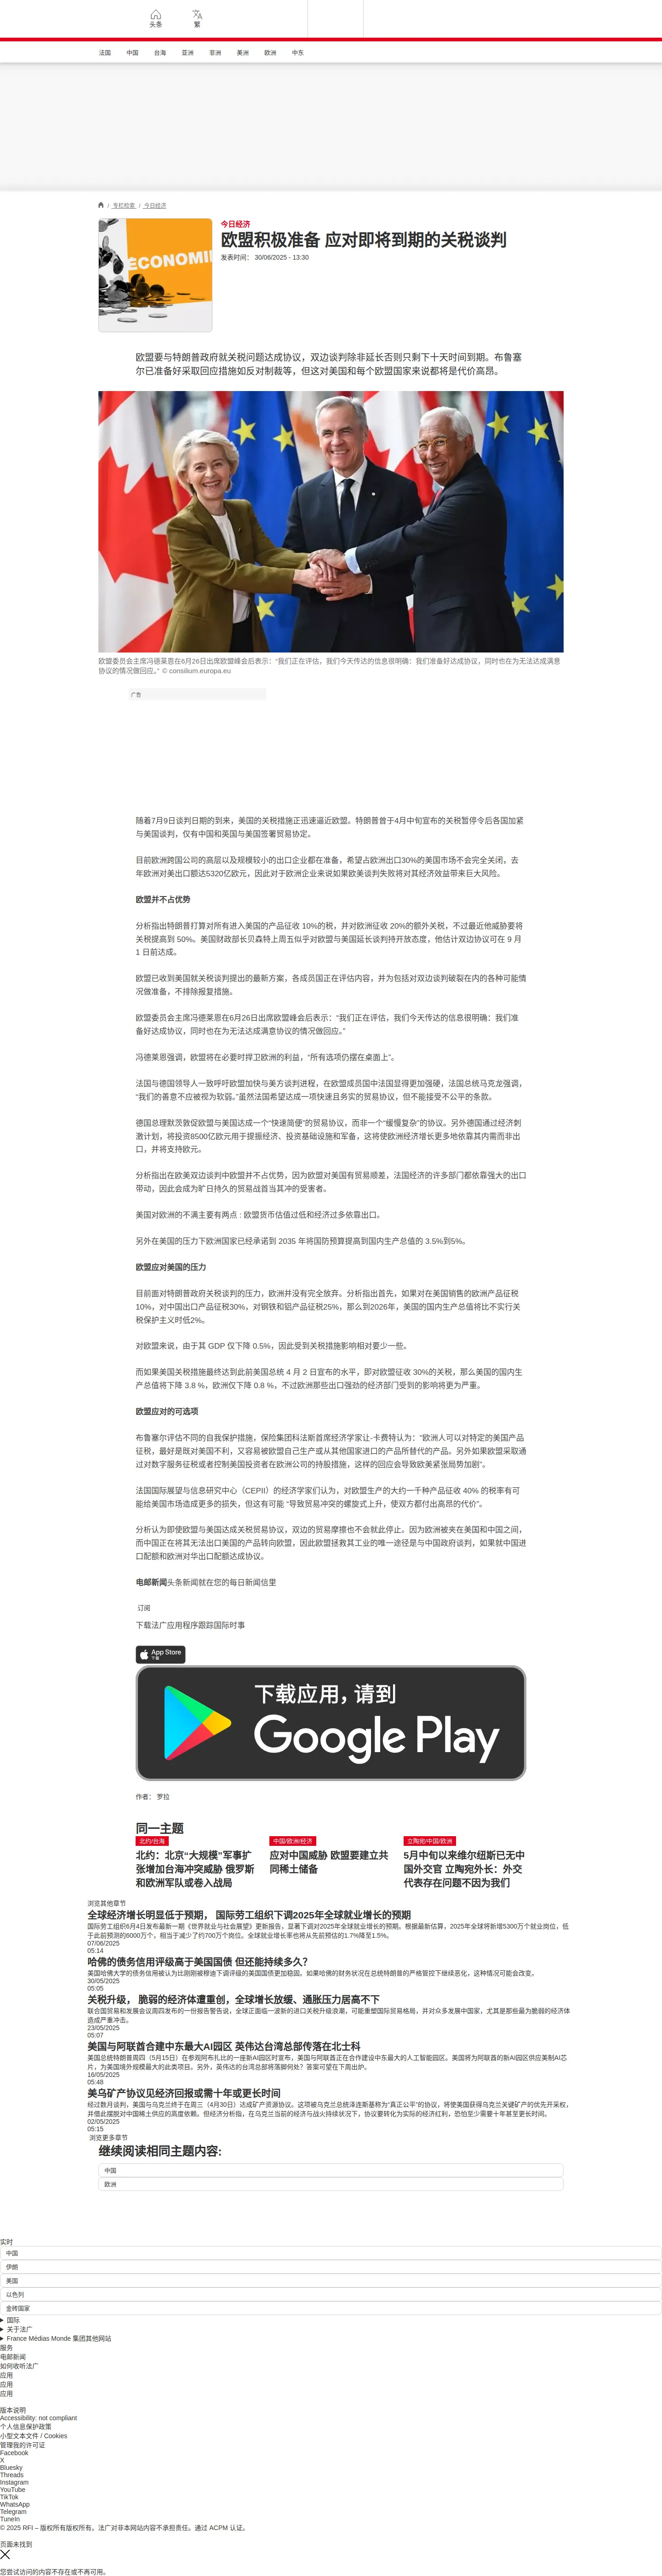 头条
繁
法国
中国
台海
亚洲
非洲
美洲
欧洲
中东
/ 专栏检索 / 今日经济
ECONOMI
今日经济
欧盟积极准备 应对即将到期的关税谈判
发表时间： 30/06/2025 - 13:30
欧盟要与特朗普政府就关税问题达成协议，双边谈判除非延长否则只剩下十天时间到期。布鲁塞
尔已准备好采取回应措施如反对制裁等，但这对美国和每个欧盟国家来说都将是代价高昂。
欧盟委员会主席冯德莱恩在6月26日出席欧盟峰会后表示：“我们正在评估，我们今天传达的信息很明确：我们准备好达成协议，同时也在为无法达成满意
协议的情况做回应。” © consilium.europa.eu
广告
随着7月9日谈判日期的到来，美国的关税措施正迅速逼近欧盟。特朗普曾于4月中旬宣布的关税暂停令后各国加紧
与美国谈判，仅有中国和英国与美国签署贸易协定。
目前欧洲跨国公司的高层以及规模较小的出口企业都在准备，希望占欧洲出口30%的美国市场不会完全关闭，去
年欧洲对美出口额达5320亿欧元，因此对于欧洲企业来说如果欧美谈判失败将对其经济效益带来巨大风险。
欧盟并不占优势
分析指出特朗普打算对所有进入美国的产品征收 10%的税，并对欧洲征收 20%的额外关税，不过最近他威胁要将
关税提高到 50%。美国财政部长贝森特上周五似乎对欧盟与美国延长谈判持开放态度，他估计双边协议可在 9 月
1 日前达成。
欧盟已收到美国就关税谈判提出的最新方案，各成员国正在评估内容，并为包括对双边谈判破裂在内的各种可能情
况做准备，不排除报复措施。
欧盟委员会主席冯德莱恩在6月26日出席欧盟峰会后表示：“我们正在评估，我们今天传达的信息很明确：我们准
备好达成协议，同时也在为无法达成满意协议的情况做回应。”
冯德莱恩强调，欧盟将在必要时捍卫欧洲的利益，“所有选项仍摆在桌面上”。
法国与德国领导人一致呼吁欧盟加快与美方谈判进程，在欧盟成员国中法国显得更加强硬，法国总统马克龙强调，
“我们的善意不应被视为软弱。”虽然法国希望达成一项快速且务实的贸易协议，但不能接受不公平的条款。
德国总理默茨敦促欧盟与美国达成一个“快速简便”的贸易协议，而非一个“缓慢复杂”的协议。另外德国通过经济刺
激计划，将投资8500亿欧元用于提振经济、投资基础设施和军备，这将使欧洲经济增长更多地依靠其内需而非出
口，并将支持欧元。
分析指出在欧美双边谈判中欧盟并不占优势，因为欧盟对美国有贸易顺差，法国经济的许多部门都依靠强大的出口
带动，因此会成为旷日持久的贸易战首当其冲的受害者。
美国对欧洲的不满主要有两点 : 欧盟货币估值过低和经济过多依靠出口。
另外在美国的压力下欧洲国家已经承诺到 2035 年将国防预算提高到国内生产总值的 3.5%到5%。
欧盟应对美国的压力
目前面对特朗普政府关税谈判的压力，欧洲并没有完全放弃。分析指出首先，如果对在美国销售的欧洲产品征税
10%，对中国出口产品征税30%，对钢铁和铝产品征税25%，那么到2026年，美国的国内生产总值将比不实行关
税保护主义时低2%。
对欧盟来说，由于其 GDP 仅下降 0.5%，因此受到关税措施影响相对要少一些。
而如果美国关税措施最终达到此前美国总统 4 月 2 日宣布的水平，即对欧盟征收 30%的关税，那么美国的国内生
产总值将下降 3.8 %，欧洲仅下降 0.8 %，不过欧洲那些出口强劲的经济部门受到的影响将更为严重。
欧盟应对的可选项
布鲁塞尔评估不同的自我保护措施，保险集团科法斯首席经济学家让-卡费特认为：“欧洲人可以对特定的美国产品
征税，最好是既对美国不利，又容易被欧盟自己生产或从其他国家进口的产品所替代的产品。另外如果欧盟采取通
过对数字服务征税或者控制美国投资者在欧洲公司的持股措施，这样的回应会导致欧美紧张局势加剧”。
法国国际展望与信息研究中心（CEPII）的经济学家们认为，对欧盟生产的大约一千种产品征收 40% 的税率有可
能给美国市场造成更多的损失，但这有可能 “导致贸易冲突的螺旋式上升，使双方都付出高昂的代价”。
分析认为即使欧盟与美国达成关税贸易协议，双边的贸易摩擦也不会就此停止。因为欧洲被夹在美国和中国之间，
而中国正在将其无法出口美国的产品转向欧盟，因此欧盟拯救其工业的唯一途径是与中国政府谈判，如果就中国进
口配额和欧洲对华出口配额达成协议。
电邮新闻头条新闻就在您的每日新闻信里
订阅
下载法广应用程序跟踪国际时事
App Store
下载
下载应用，请到
Google Play
作者： 罗拉
同一主题
北约/台海
北约：北京“大规模”军事扩
张增加台海冲突威胁 俄罗斯
和欧洲军队或卷入战局
中国/欧洲/经济
应对中国威胁 欧盟要建立共
同稀土储备
立陶宛/中国/欧洲
5月中旬以来维尔纽斯已无中
国外交官 立陶宛外长：外交
代表存在问题不因为我们
浏览其他章节
全球经济增长明显低于预期， 国际劳工组织下调2025年全球就业增长的预期
国际劳工组织6月4日发布最新一期《世界就业与社会展望》更新报告，显著下调对2025年全球就业增长的预期。根据最新估算，2025年全球将新增5300万个就业岗位，低
于此前预测的6000万个，相当于减少了约700万个岗位。全球就业增长率也将从先前预估的1.7%降至1.5%。
07/06/2025
05:14
哈佛的债务信用评级高于美国国债 但还能持续多久？
美国哈佛大学的债务信用被认为比刚刚被穆迪下调评级的美国国债更加稳固。如果哈佛的财务状况在总统特朗普的严格管控下继续恶化，这种情况可能会改变。
30/05/2025
05:05
关税升级， 脆弱的经济体遭重创，全球增长放缓、通胀压力居高不下
联合国贸易和发展会议周四发布的一份报告警告说，全球正面临一波新的进口关税升级浪潮，可能重塑国际贸易格局，并对众多发展中国家，尤其是那些最为脆弱的经济体
造成严重冲击。
23/05/2025
05:07
美国与阿联酋合建中东最大AI园区 英伟达台湾总部传落在北士科
美国总统特朗普周四（5月15日）在参观阿布扎比的一座新AI园区时宣布，美国与阿联酋正在合作建设中东最大的人工智能园区。美国将为阿联酋的新AI园区供应美制AI芯
片，为美国境外规模最大的此类项目。另外，英伟达的台湾总部将落脚何处？答案可望在下周出炉。
16/05/2025
05:48
美乌矿产协议见经济回报或需十年或更长时间
经过数月谈判，美国与乌克兰终于在周三（4月30日）达成矿产资源协议。这项被乌克兰总统泽连斯基称为“真正公平”的协议，将使美国获得乌克兰关键矿产的优先开采权，
并借此摆脱对中国稀土供应的高度依赖。但经济分析指，在乌克兰当前的经济与战火持续状况下，协议要转化为实际的经济红利，恐怕至少需要十年甚至更长时间。
02/05/2025
05:15
浏览更多章节
继续阅读相同主题内容:
中国
欧洲
实时
中国
伊朗
美国
以色列
金砖国家
国际
关于法广
France Médias Monde 集团其他网站
服务
电邮新闻
如何收听法广
应用
应用
应用
版本说明
Accessibility: not compliant
个人信息保护政策
小型文本文件 / Cookies
管理我的许可证
Facebook
X
Bluesky
Threads
Instagram
YouTube
TikTok
WhatsApp
Telegram
TuneIn
© 2025 RFI – 版权所有版权所有。法广对非本网站内容不承担责任。通过 ACPM 认证。
页面未找到
您尝试访问的内容不存在或不再可用。